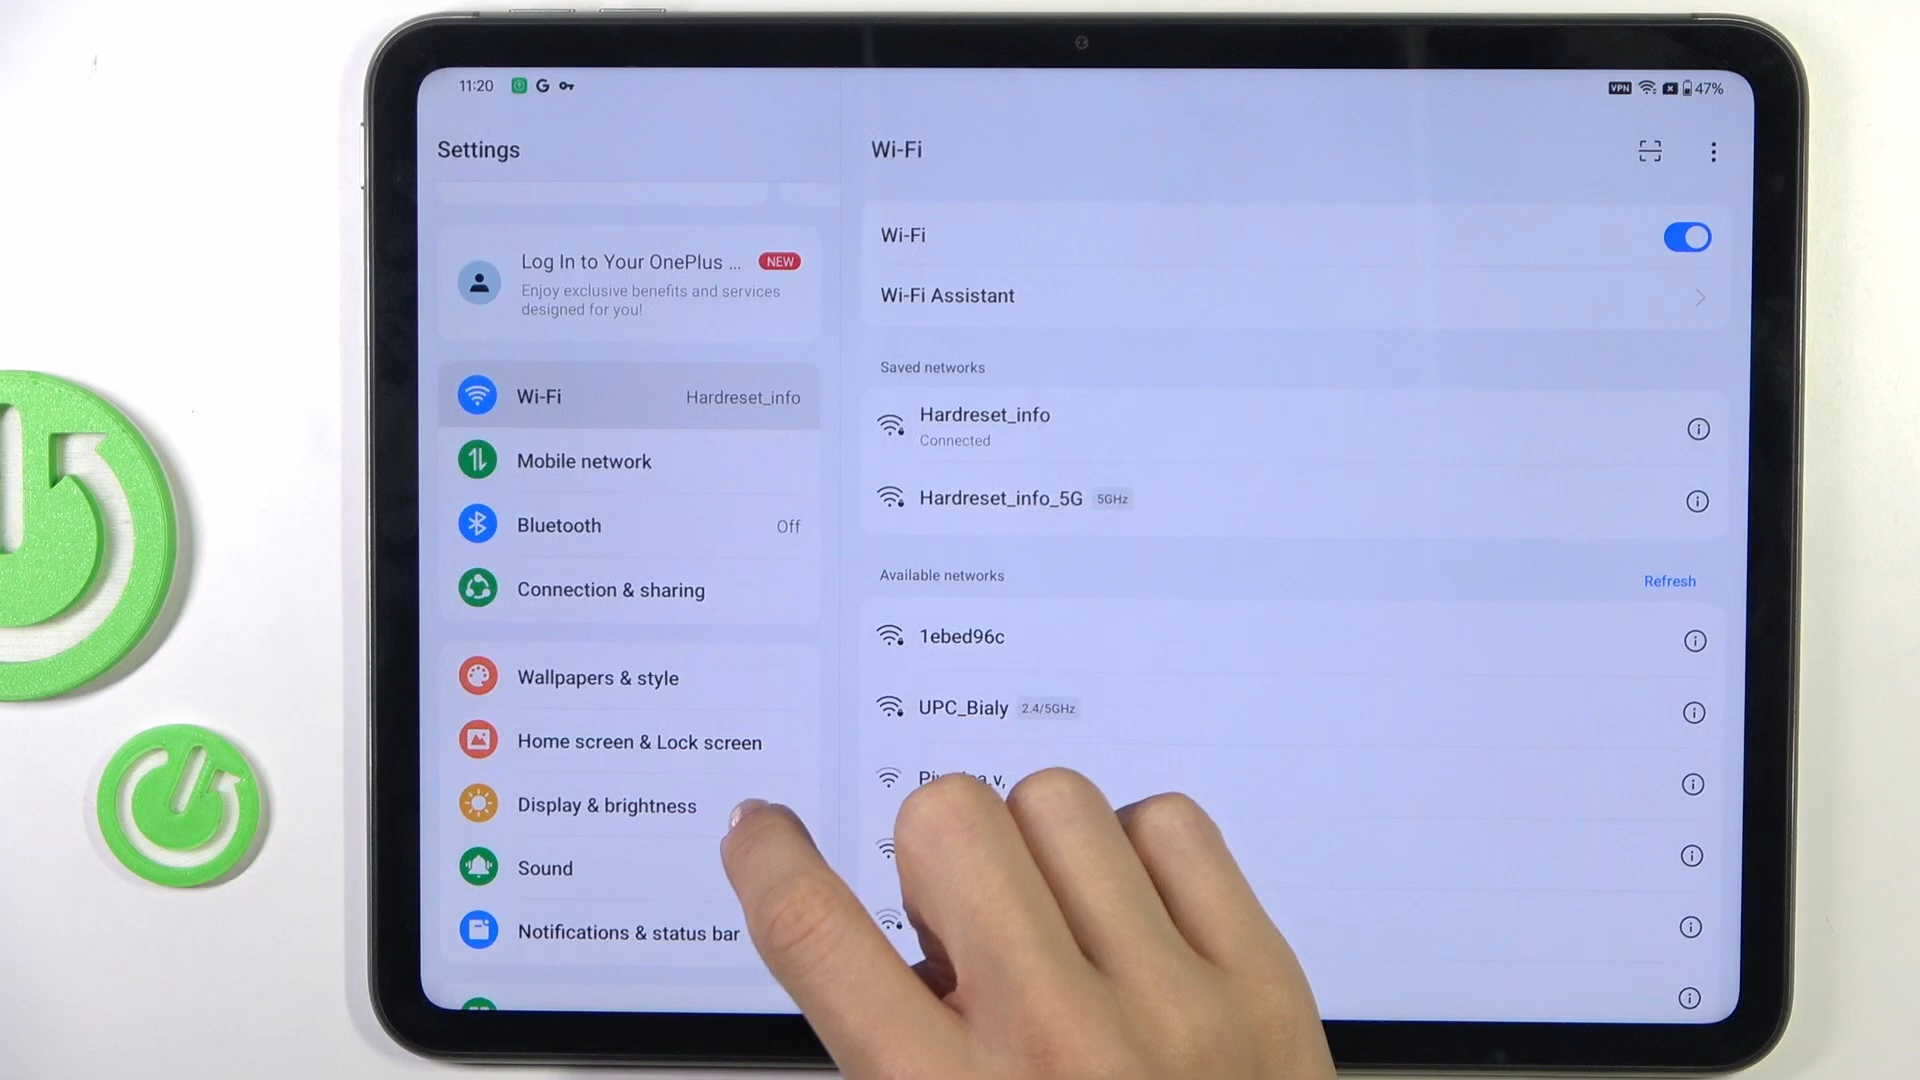 11:20 G
VPN 47%
Settings
Log In to Your OnePlus ... NEW
Enjoy exclusive benefits and services
designed for you!
Wi-Fi Hardreset_info
Mobile network
Bluetooth Off
Connection & sharing
Wallpapers & style
Home screen & Lock screen
Display & brightness
Sound
Notifications & status bar
Wi-Fi
Wi-Fi
Wi-Fi Assistant
Saved networks
Hardreset_info
Connected
Hardreset_info_5G 5GHz
Available networks Refresh
1ebed96c
UPC_Bialy 2.4/5GHz